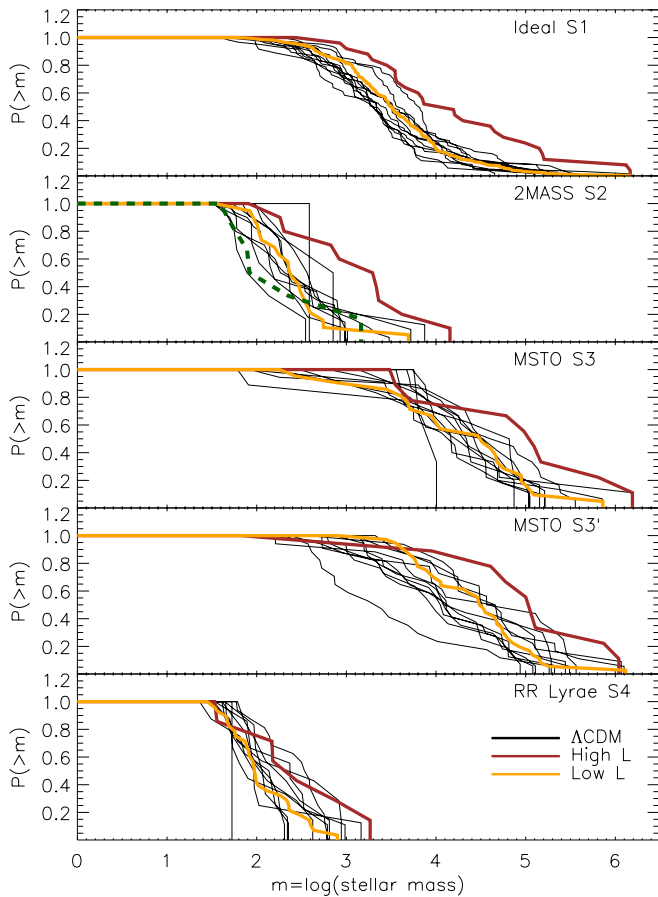 Ideal S1
1.2
1.0
0.8
0.6
0.4
0.2
P(>m)
2MASS S2
1.2
1.0
0.8
0.6
0.4
0.2
P(>m)
MSTO S3
1.2
1.0
0.8
0.6
0.4
0.2
P(>m)
MSTO S3'
1.2
1.0
0.8
0.6
0.4
0.2
P(>m)
RR Lyrae S4
1.2
1.0
0.8
0.6
0.4
0.2
P(>m)
ΛCDM
High L
Low L
0 1 2 3 4 5 6
m=log(stellar mass)